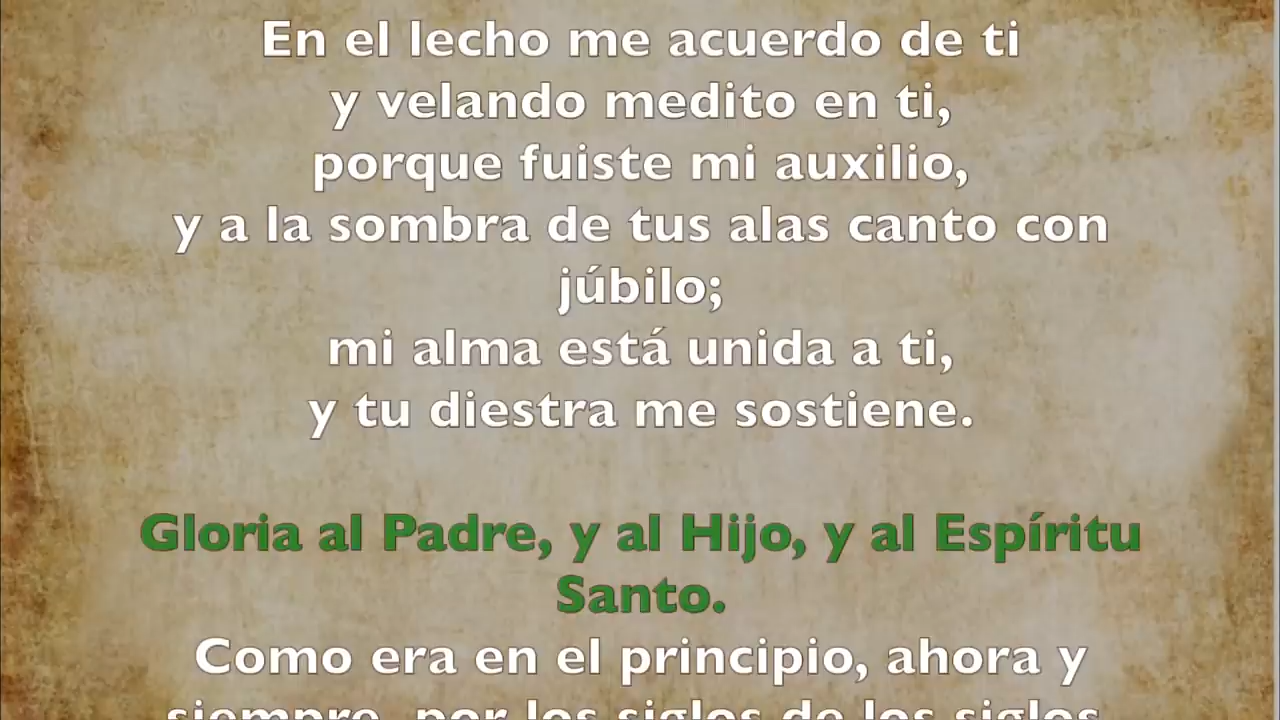 En el lecho me acuerdo de ti
y velando medito en ti,
porque fuiste mi auxilio,
y a la sombra de tus alas canto con
júbilo;
mi alma está unida a ti,
y tu diestra me sostiene.
Gloria al Padre, y al Hijo, y al Espíritu
Santo.
Como era en el principio, ahora y
siempre, por los siglos de los siglos.